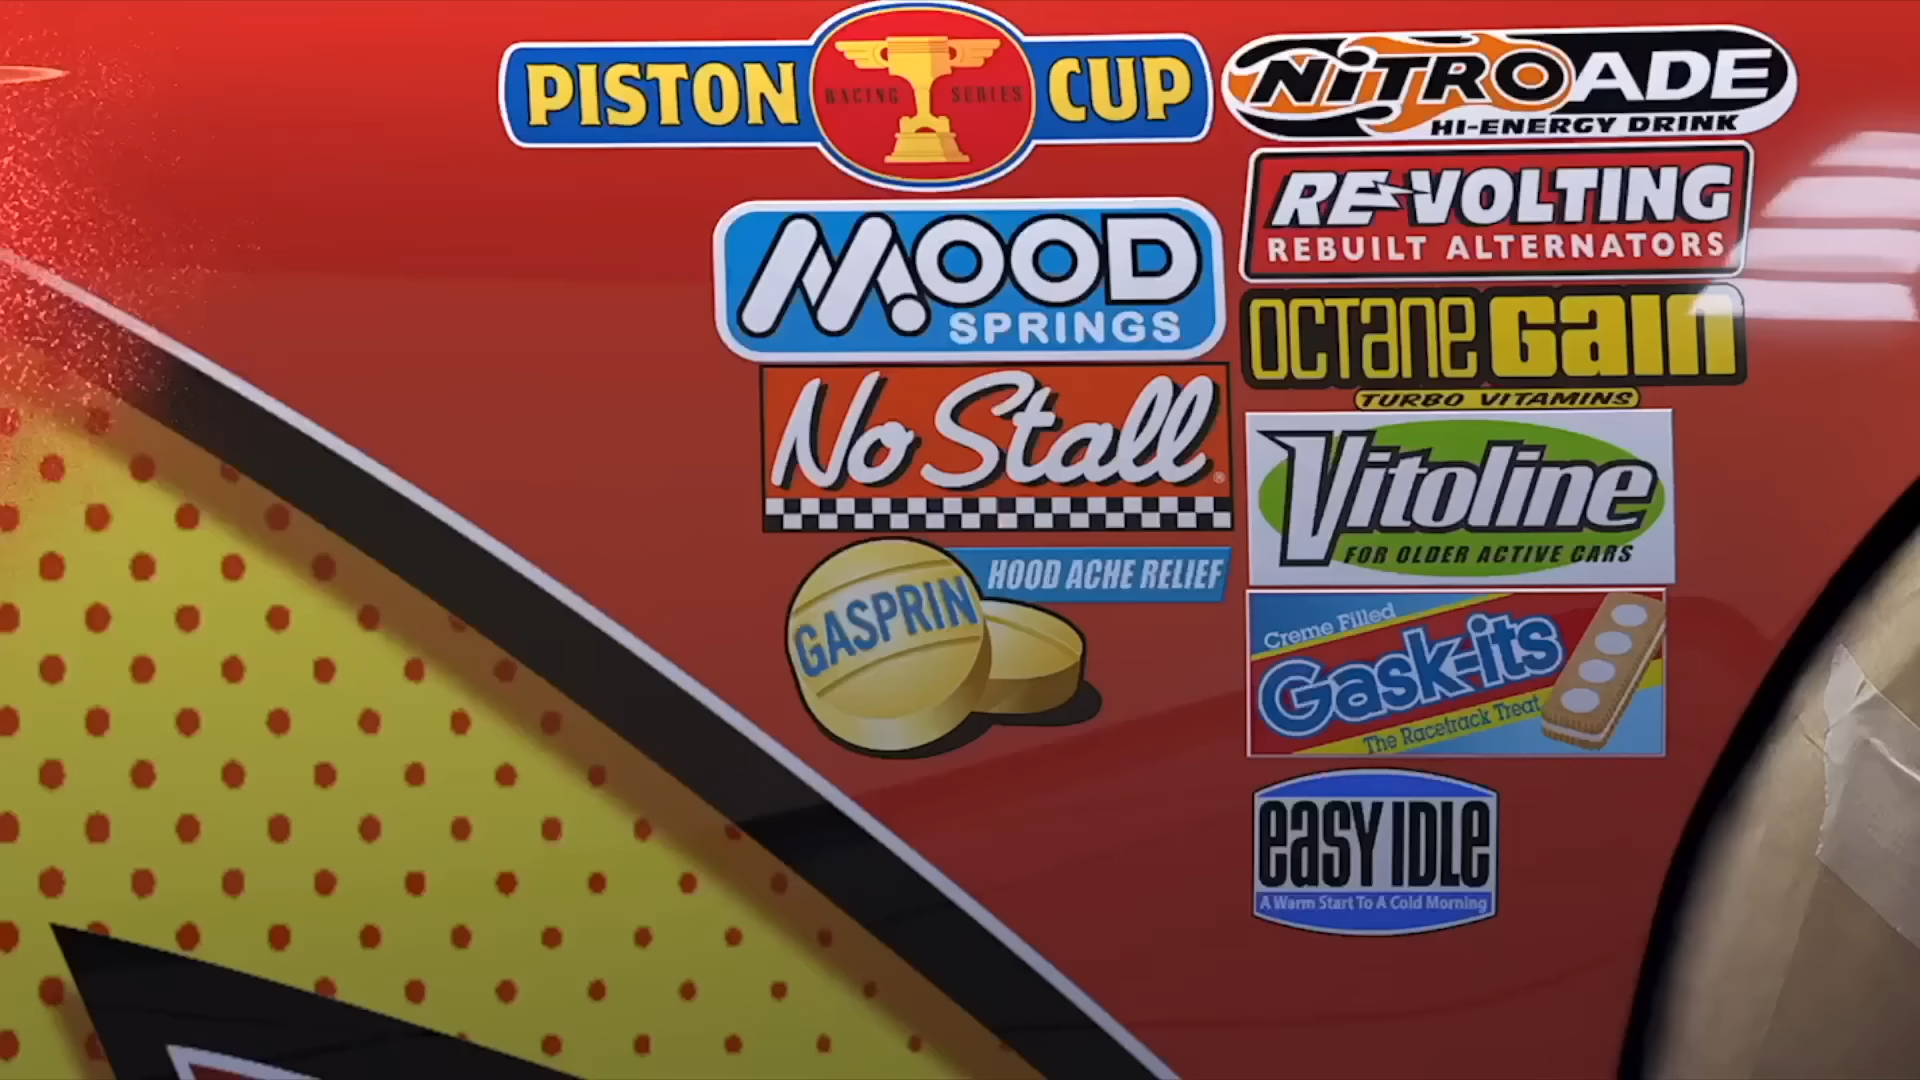 PISTON CUP
RACING SERIES
MOOD
SPRINGS
No Stall
®
GASPRIN
HOOD ACHE RELIEF
NiTROADE
HI-ENERGY DRINK
RE-VOLTING
REBUILT ALTERNATORS
OCTANE GaIn
TURBO VITAMINS
Vitoline
FOR OLDER ACTIVE CARS
Creme Filled
Gask-its
The Racetrack Treat
easy IDLe
A Warm Start To A Cold Morning